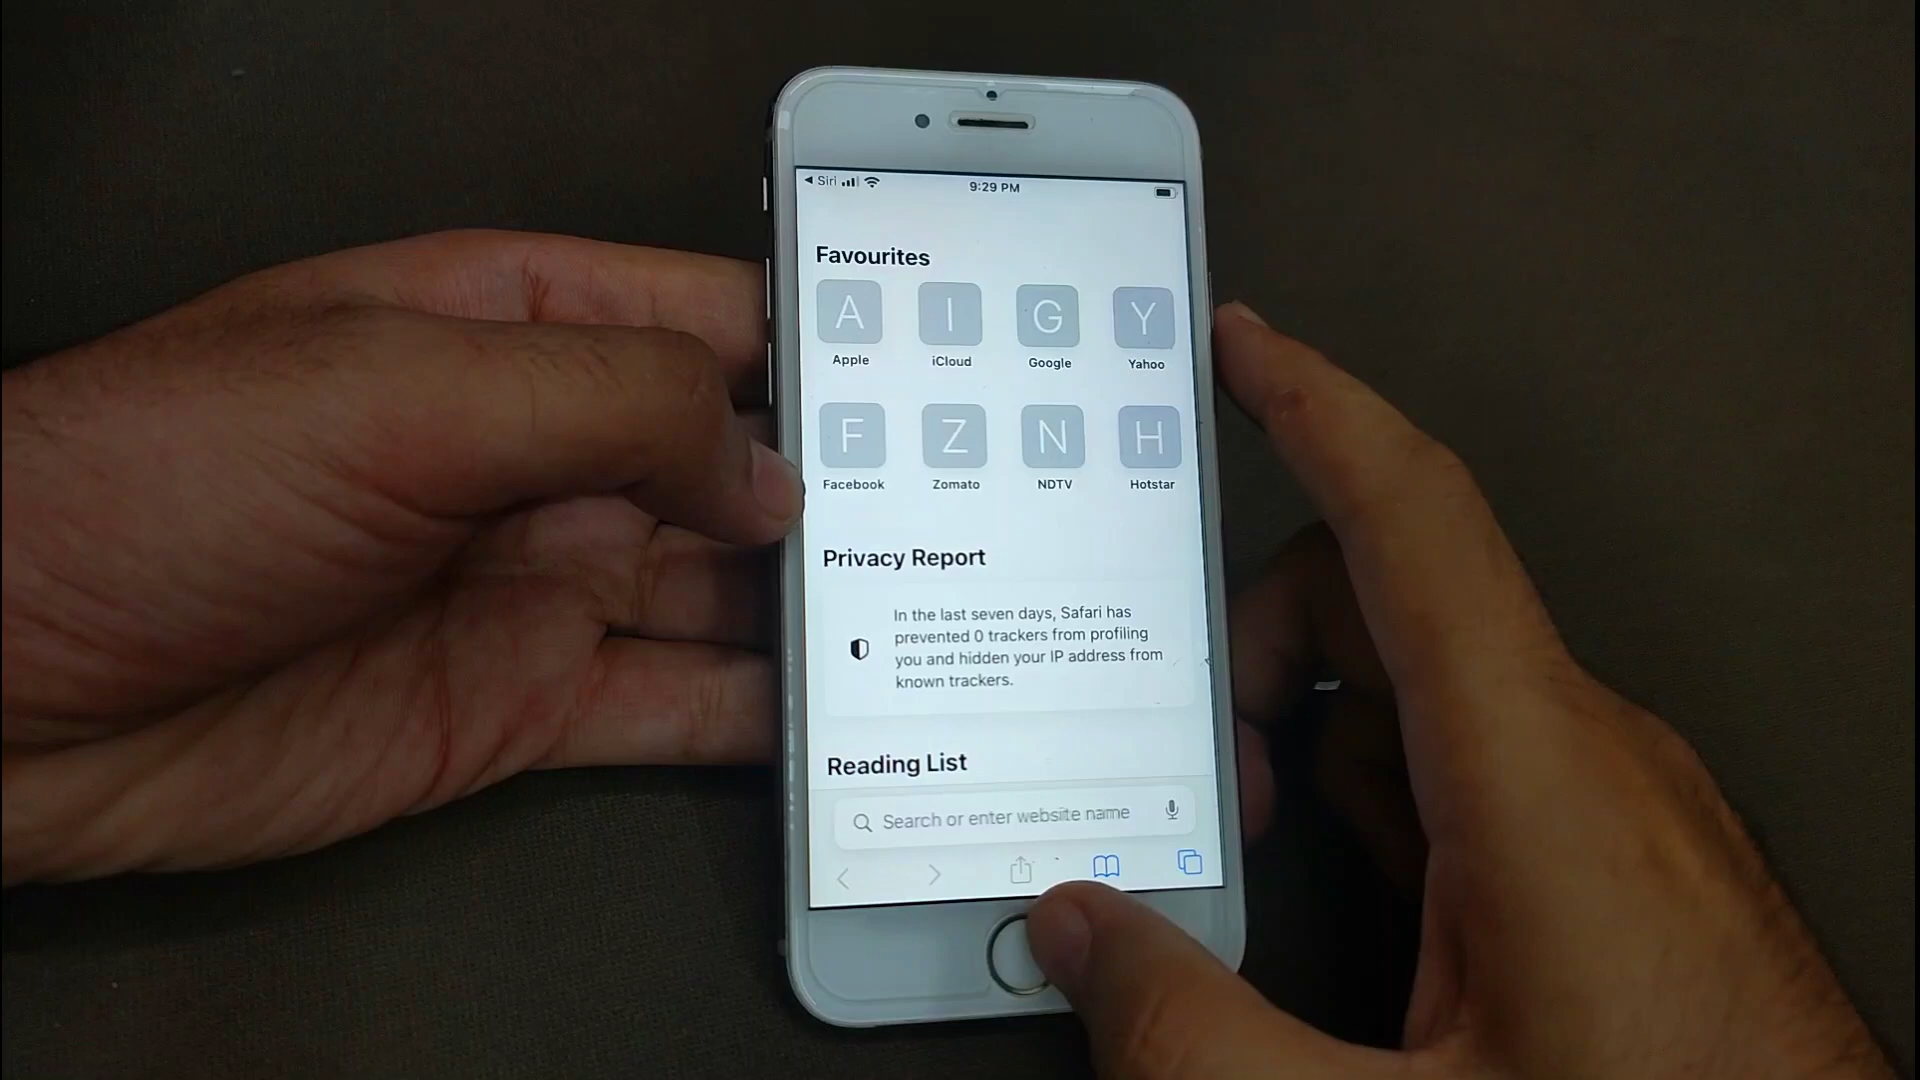 ◀ Siri 9:29 PM
Favourites
A I G Y
Apple iCloud Google Yahoo
F Z N H
Facebook Zomato NDTV Hotstar
Privacy Report
In the last seven days, Safari has
prevented 0 trackers from profiling
you and hidden your IP address from
known trackers.
Reading List
Search or enter website name